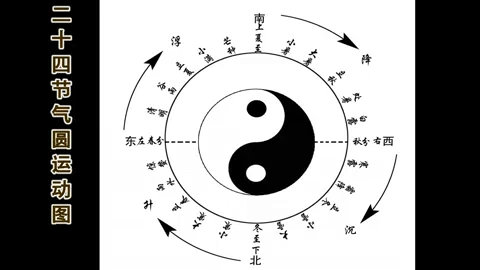 二十四节气圆运动图
南
上
夏至
小暑
大暑
立秋
处暑
白露
秋分右西
寒露
霜降
立冬
小雪
大雪
冬至
下
北
小寒
大寒
立春
雨水
东左春分
清明
谷雨
立夏
小满
芒种
浮
降
沉
升